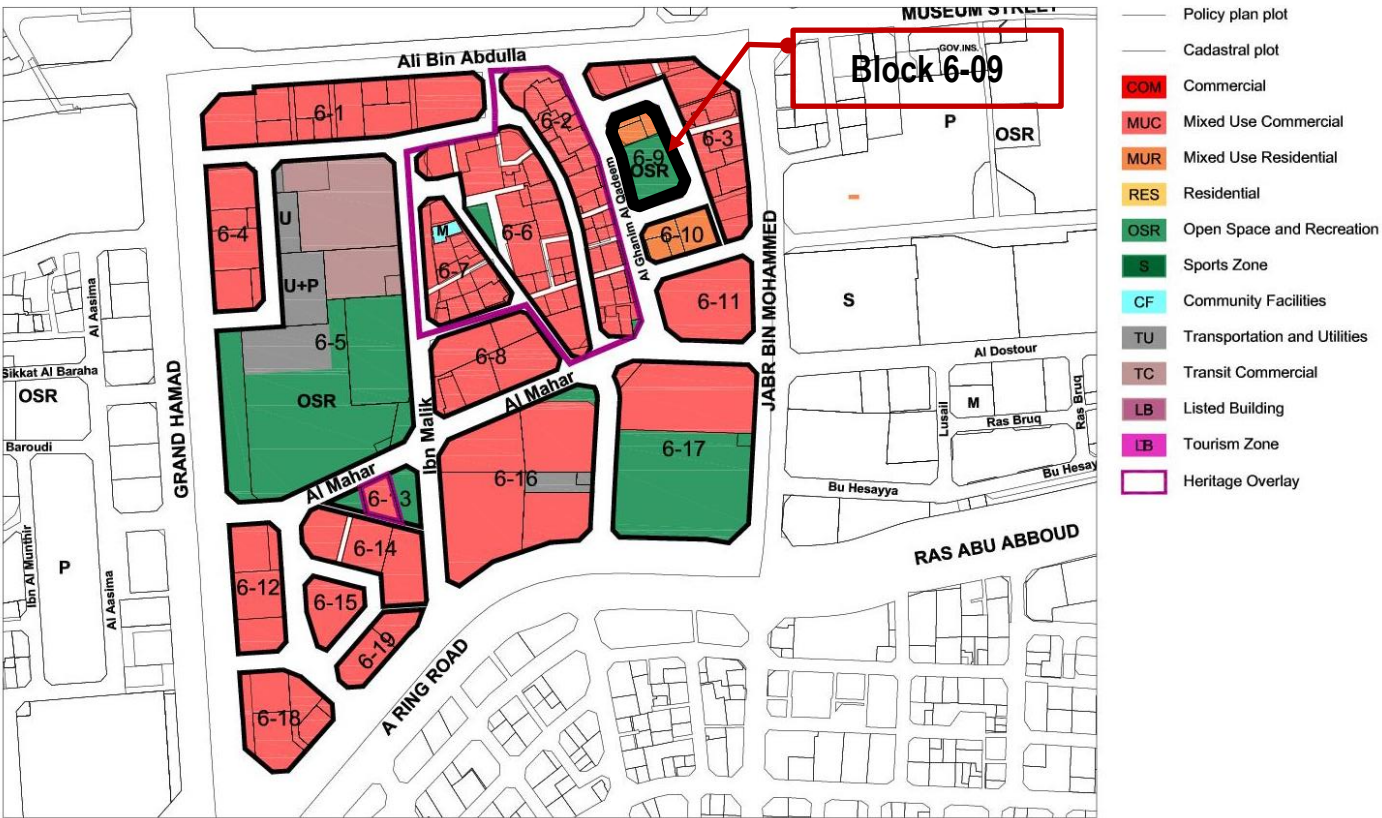 MUSEUM STREET
Ali Bin Abdulla
GOV.INS.
Block 6-09
P
OSR
6-1
6-2
6-3
6-9
OSR
6-4
U
M
6-6
6-7
6-10
Al Ghanim Al Qadeem
U+P
6-5
OSR
6-11
S
Al Aasima
Sikkat Al Baraha
OSR
Baroudi
GRAND HAMAD
6-8
Al Mahar
Ibn Malik
JABR BIN MOHAMMED
Al Dostour
M
Lusail
Ras Bruq
Ras Bruq
6-17
6-16
Al Mahar
6-13
Bu Hesayya
Bu Hesay
RAS ABU ABBOUD
6-14
6-12
6-15
6-19
6-18
A RING ROAD
Ibn Al Munthir
P
Al Aasima
Policy plan plot
Cadastral plot
COM Commercial
MUC Mixed Use Commercial
MUR Mixed Use Residential
RES Residential
OSR Open Space and Recreation
S Sports Zone
CF Community Facilities
TU Transportation and Utilities
TC Transit Commercial
LB Listed Building
Tourism Zone
Heritage Overlay